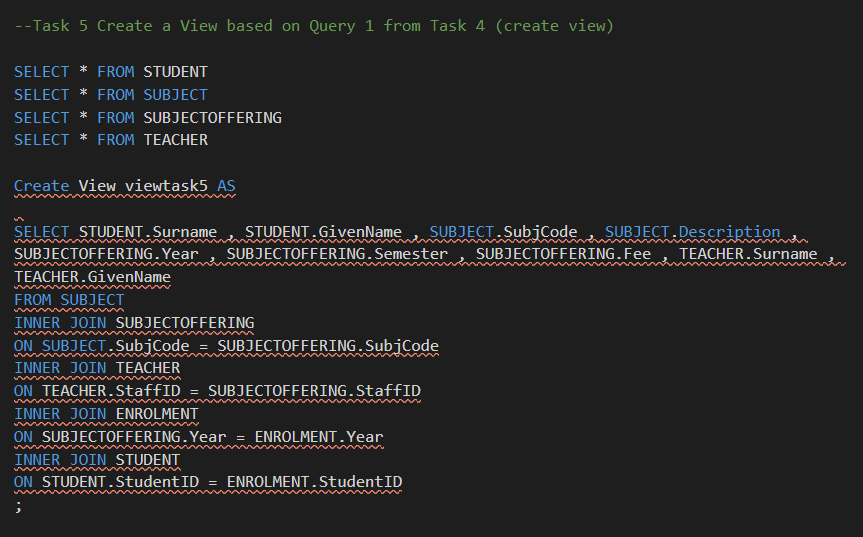 --Task 5 Create a View based on Query 1 from Task 4 (create view)
SELECT * FROM STUDENT
SELECT * FROM SUBJECT
SELECT * FROM SUBJECTOFFERING
SELECT * FROM TEACHER
Create View viewtask5 AS
SELECT STUDENT.Surname , STUDENT.GivenName , SUBJECT.SubjCode , SUBJECT.Description ,
SUBJECTOFFERING.Year , SUBJECTOFFERING.Semester , SUBJECTOFFERING.Fee , TEACHER.Surname ,
TEACHER.GivenName
FROM SUBJECT
INNER JOIN SUBJECTOFFERING
ON SUBJECT.SubjCode = SUBJECTOFFERING.SubjCode
INNER JOIN TEACHER
ON TEACHER.StaffID = SUBJECTOFFERING.StaffID
INNER JOIN ENROLMENT
ON SUBJECTOFFERING.Year = ENROLMENT.Year
INNER JOIN STUDENT
ON STUDENT.StudentID = ENROLMENT.StudentID
;